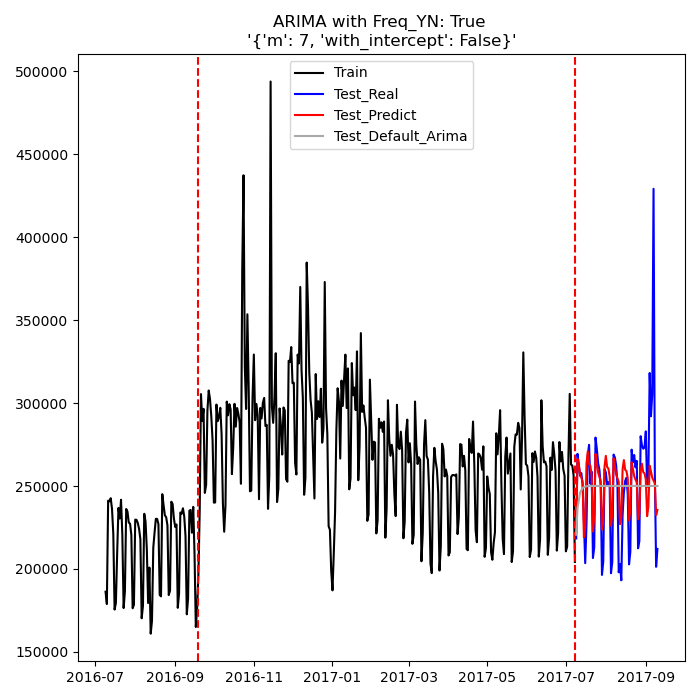 ARIMA with Freq_YN: True
'{'m': 7, 'with_intercept': False}'
Train
Test_Real
Test_Predict
Test_Default_Arima
500000
450000
400000
350000
300000
250000
200000
150000
2016-07 2016-09 2016-11 2017-01 2017-03 2017-05 2017-07 2017-09